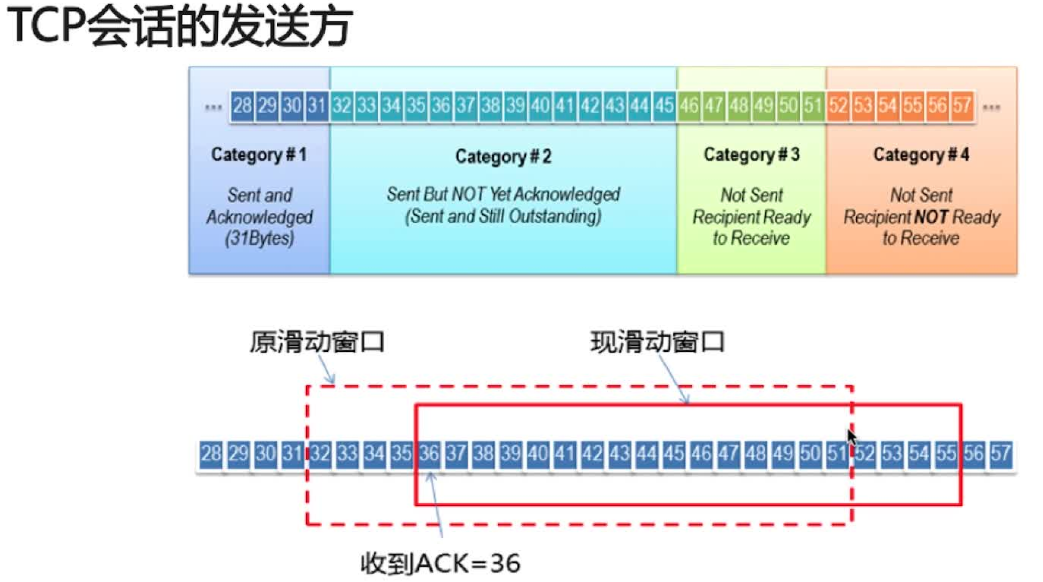 TCP会话的发送方
... 28 29 30 31 32 33 34 35 36 37 38 39 40 41 42 43 44 45 46 47 48 49 50 51 52 53 54 55 56 57 ...
Category # 1
Sent and
Acknowledged
(31Bytes)
Category # 2
Sent But NOT Yet Acknowledged
(Sent and Still Outstanding)
Category # 3
Not Sent
Recipient Ready
to Receive
Category # 4
Not Sent
Recipient NOT Ready
to Receive
原滑动窗口
现滑动窗口
28 29 30 31 32 33 34 35 36 37 38 39 40 41 42 43 44 45 46 47 48 49 50 51 52 53 54 55 56 57
收到ACK=36